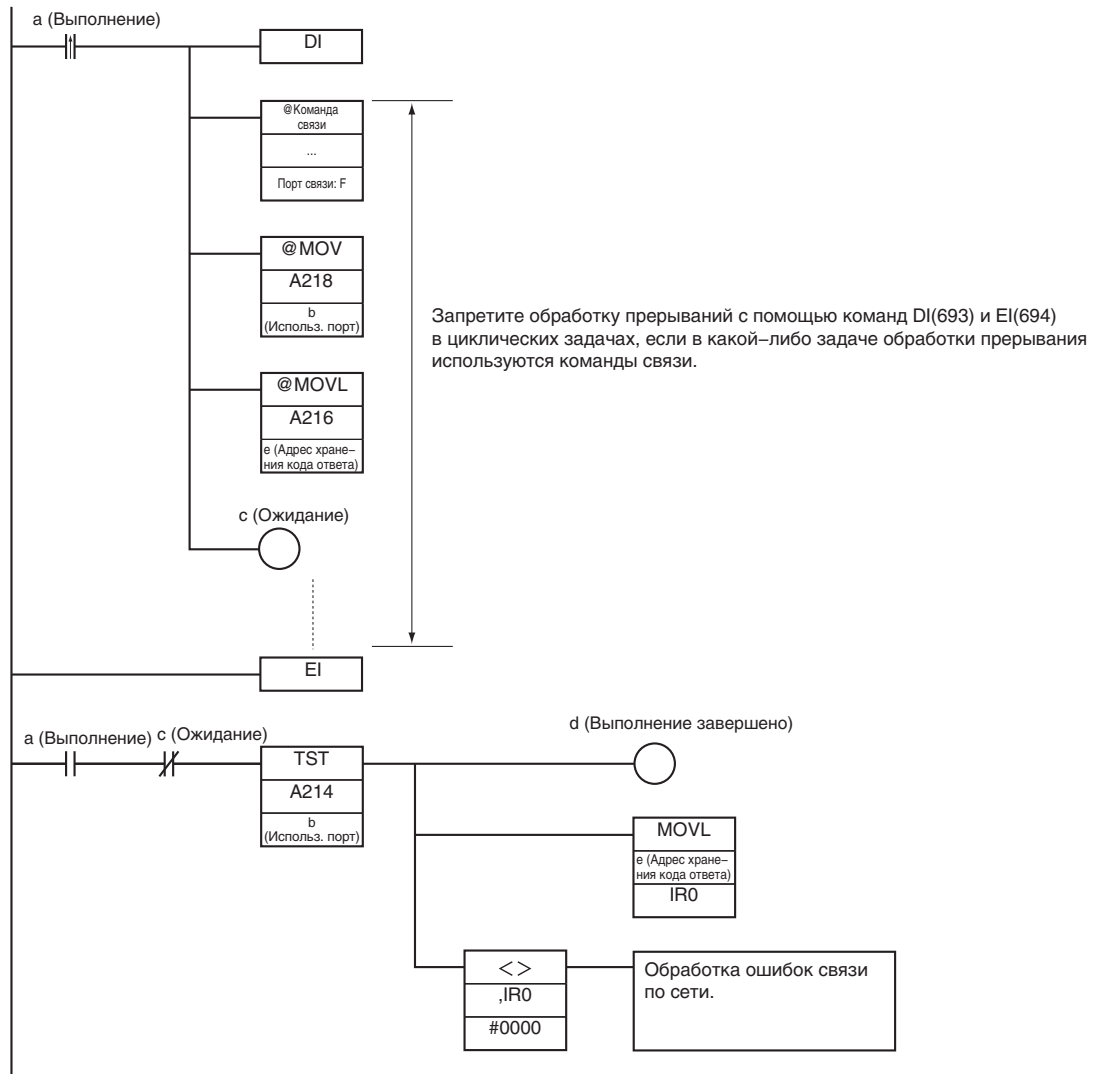 a (Выполнение)
DI
@Команда
связи
...
Порт связи: F
@MOV
A218
b
(Использ. порт)
Запретите обработку прерываний с помощью команд DI(693) и EI(694)
в циклических задачах, если в какой–либо задаче обработки прерывания
используются команды связи.
@MOVL
A216
e (Адрес хране–
ния кода ответа)
c (Ожидание)
EI
a (Выполнение) c (Ожидание)
TST
A214
b
(Использ. порт)
d (Выполнение завершено)
MOVL
e (Адрес хране–
ния кода ответа)
IR0
<>
,IR0
#0000
Обработка ошибок связи
по сети.